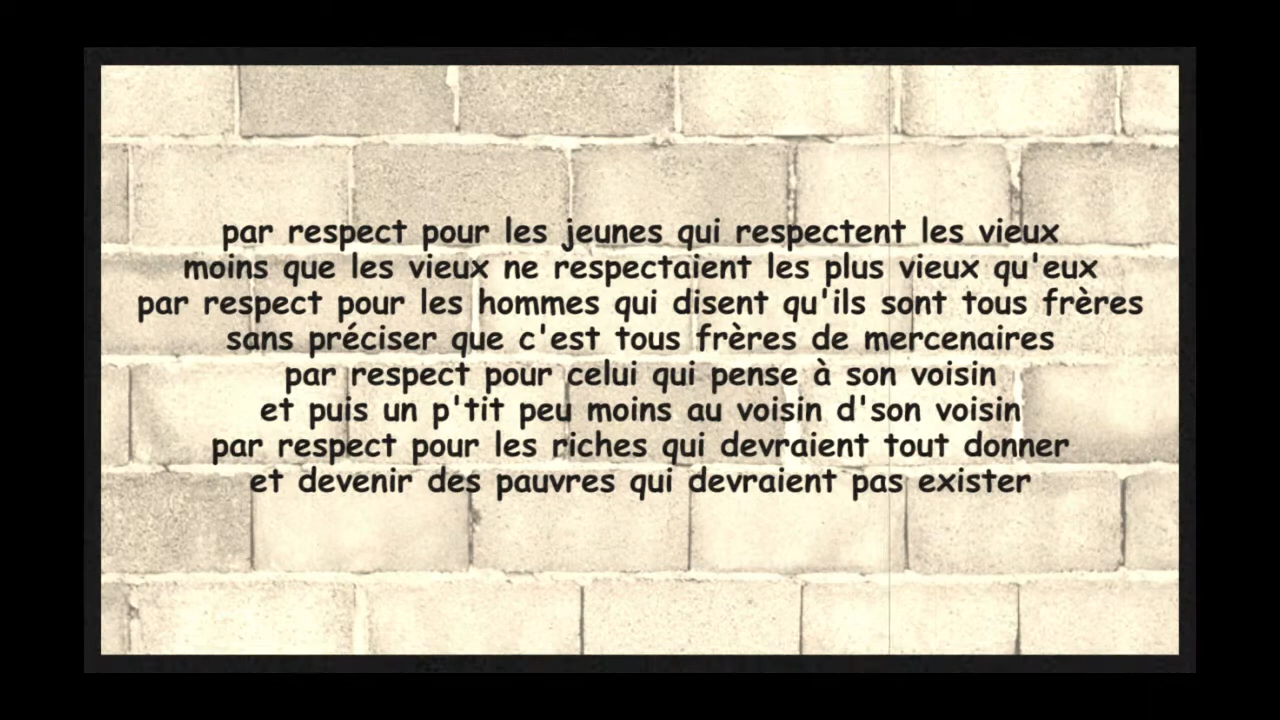 par respect pour les jeunes qui respectent les vieux
moins que les vieux ne respectaient les plus vieux qu'eux
par respect pour les hommes qui disent qu'ils sont tous frères
sans préciser que c'est tous frères de mercenaires
par respect pour celui qui pense à son voisin
et puis un p'tit peu moins au voisin d'son voisin
par respect pour les riches qui devraient tout donner
et devenir des pauvres qui devraient pas exister